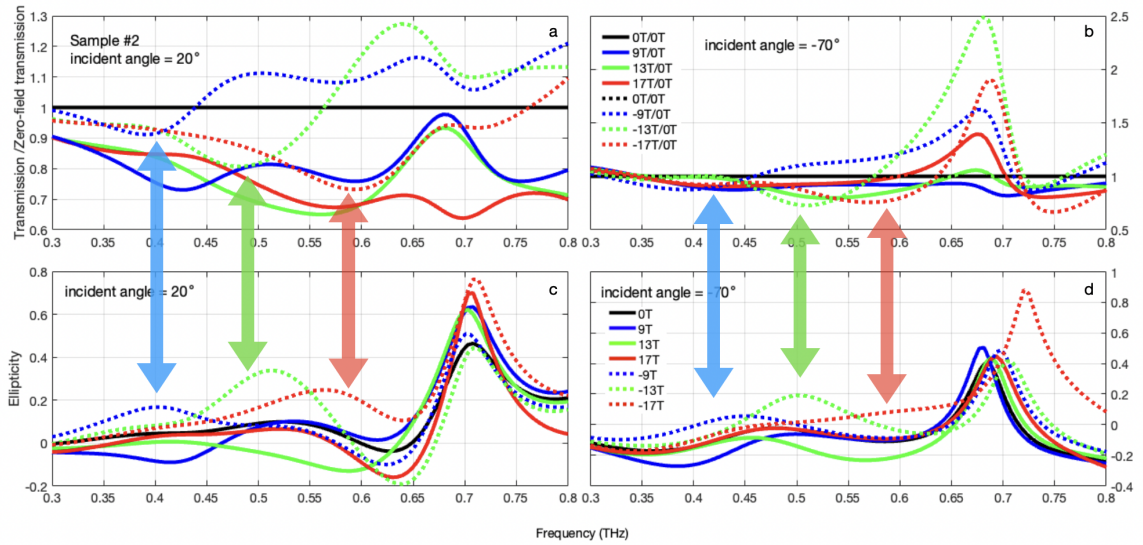 1.3
1.2
1.1
1
0.9
0.8
0.7
0.6
Transmission /Zero-field transmission
Sample #2
incident angle = 20°
a
0.3 0.35 0.4 0.45 0.5 0.55 0.6 0.65 0.7 0.75 0.8
0T/0T
9T/0T
13T/0T
17T/0T
0T/0T
-9T/0T
-13T/0T
-17T/0T
incident angle = -70°
b
2.5
2
1.5
1
0.5
0.3 0.35 0.4 0.45 0.5 0.55 0.6 0.65 0.7 0.75 0.8
0.8
0.6
0.4
0.2
0
-0.2
Ellipticity
incident angle = 20°
c
0.3 0.35 0.4 0.45 0.5 0.55 0.6 0.65 0.7 0.75 0.8
incident angle = -70°
d
0T
9T
13T
17T
-9T
-13T
-17T
1
0.8
0.6
0.4
0.2
0
-0.2
-0.4
0.3 0.35 0.4 0.45 0.5 0.55 0.6 0.65 0.7 0.75 0.8
Frequency (THz)